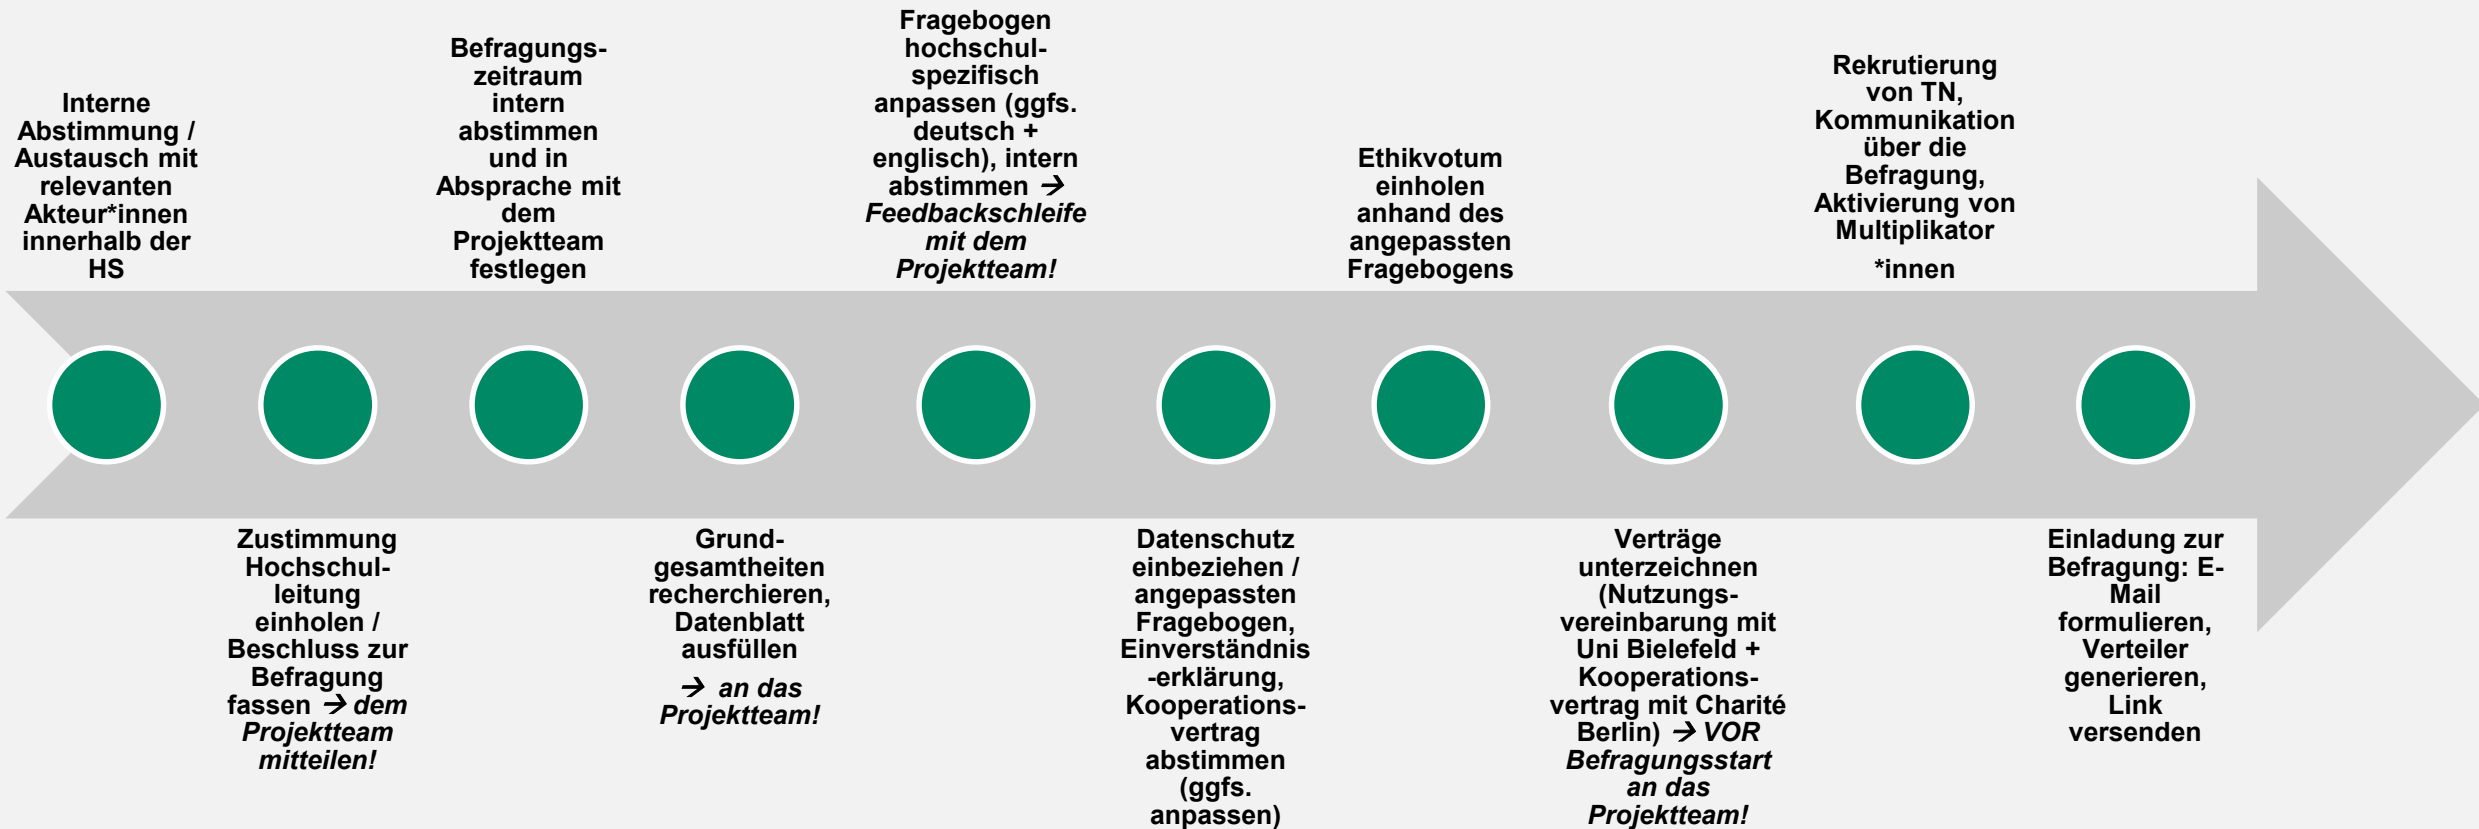 Interne
Abstimmung /
Austausch mit
relevanten
Akteur*innen
innerhalb der
HS
Zustimmung
Hochschul-
leitung
einholen /
Beschluss zur
Befragung
fassen → dem
Projektteam
mitteilen!
Befragungs-
zeitraum
intern
abstimmen
und in
Absprache mit
dem
Projektteam
festlegen
Grund-
gesamtheiten
recherchieren,
Datenblatt
ausfüllen
→ an das
Projektteam!
Fragebogen
hochschul-
spezifisch
anpassen (ggfs.
deutsch +
englisch), intern
abstimmen →
Feedbackschleife
mit dem
Projektteam!
Datenschutz
einbeziehen /
angepassten
Fragebogen,
Einverständnis
-erklärung,
Kooperations-
vertrag
abstimmen
(ggfs.
anpassen)
Ethikvotum
einholen
anhand des
angepassten
Fragebogens
Verträge
unterzeichnen
(Nutzungs-
vereinbarung mit
Uni Bielefeld +
Kooperations-
vertrag mit Charité
Berlin) → VOR
Befragungsstart
an das
Projektteam!
Rekrutierung
von TN,
Kommunikation
über die
Befragung,
Aktivierung von
Multiplikator
*innen
Einladung zur
Befragung: E-
Mail
formulieren,
Verteiler
generieren,
Link
versenden